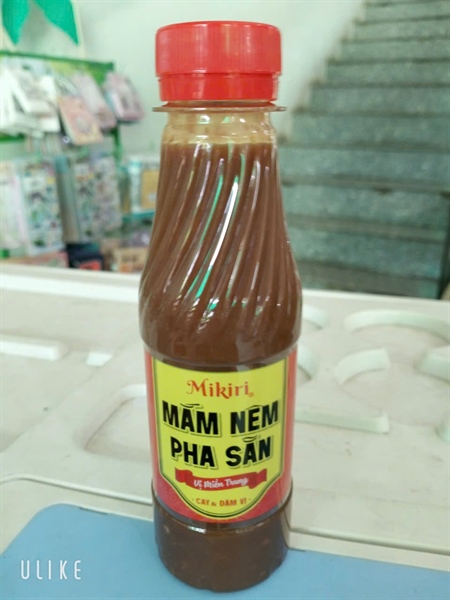 Mikiri®
MẮM NÊM
PHA SẴN
Vị Miền Trung
CAY & ĐẬM VỊ
ULIKE